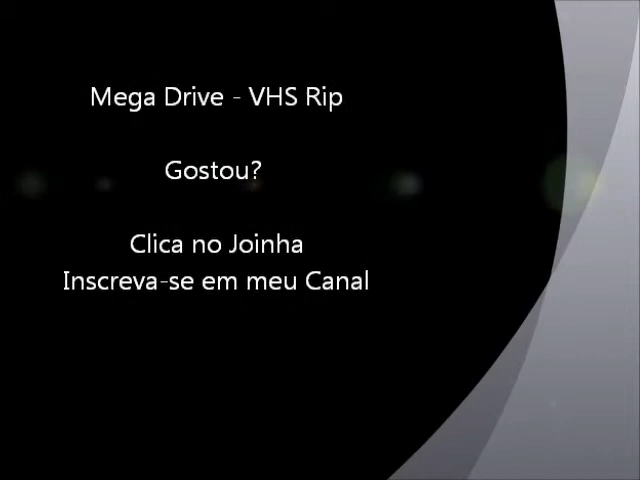 Mega Drive - VHS Rip
Gostou?
Clica no Joinha
Inscreva-se em meu Canal